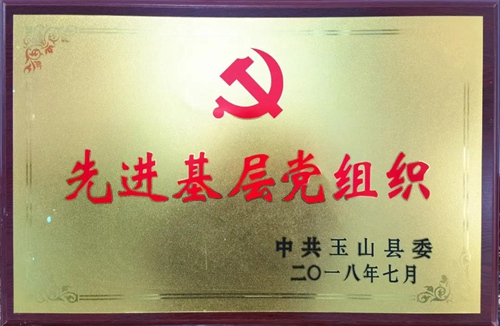 先进基层党组织
中共玉山县委
二〇一八年七月